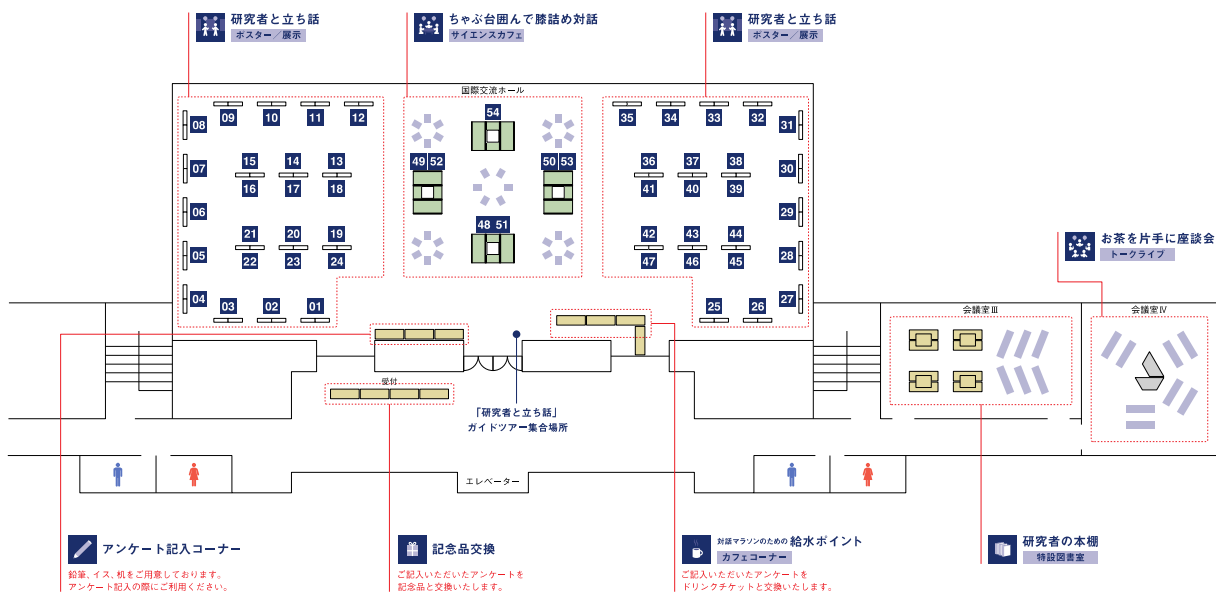 研究者と立ち話
ポスター／展示
ちゃぶ台囲んで膝詰め対話
サイエンスカフェ
研究者と立ち話
ポスター／展示
国際交流ホール
09 10 11 12
08
07
06
05
04
15 14 13
16 17 18
21 20 19
22 23 24
03 02 01
54
49 52
50 53
48 51
35 34 33 32
31
30
29
28
27
36 37 38
41 40 39
42 43 44
47 46 45
25 26
お茶を片手に座談会
トークライブ
会議室Ⅲ
会議室Ⅳ
受付
「研究者と立ち話」
ガイドツアー集合場所
エレベーター
アンケート記入コーナー
鉛筆、イス、机をご用意しております。
アンケート記入の際にご利用ください。
記念品交換
ご記入いただいたアンケートを
記念品と交換いたします。
対話マラソンのための 給水ポイント
カフェコーナー
ご記入いただいたアンケートを
ドリンクチケットと交換いたします。
研究者の本棚
特設図書室